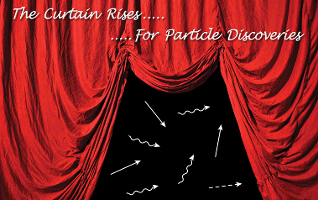 The Curtain Rises.....
.....For Particle Discoveries